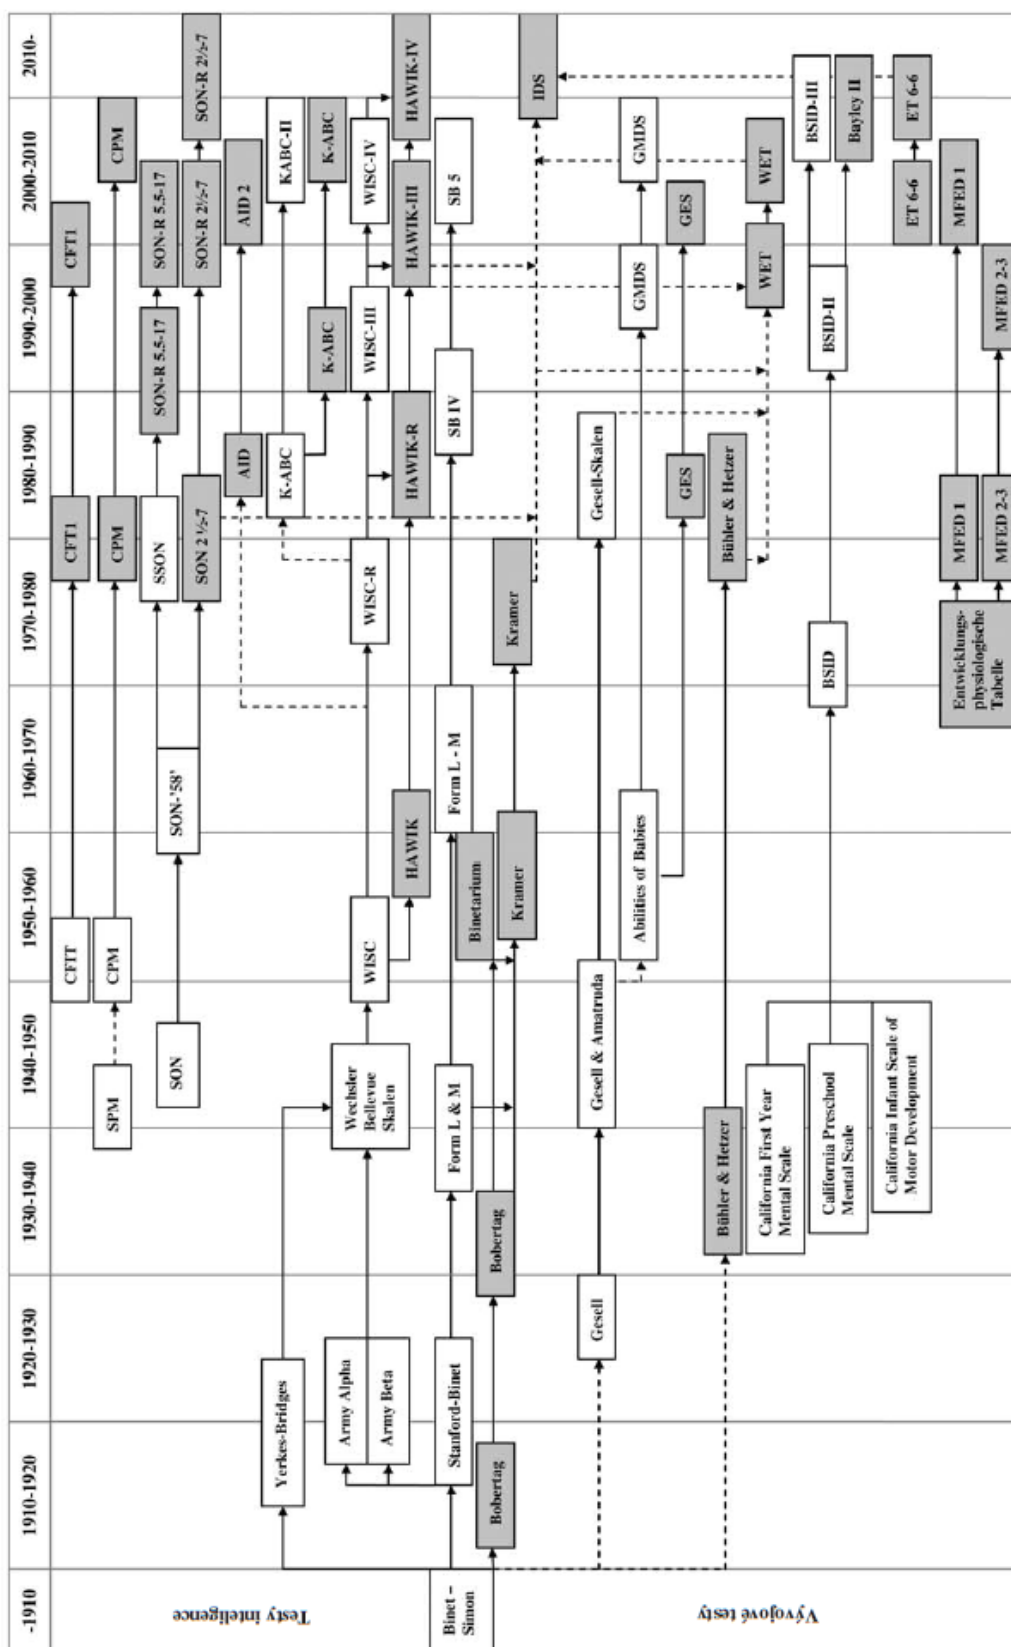 -1910
1910-1920
1920-1930
1930-1940
1940-1950
1950-1960
1960-1970
1970-1980
1980-1990
1990-2000
2000-2010
2010-
Testy inteligence
CFIT
CFT1
CFT1
SPM
CPM
CPM
CPM
SON
SON-'58'
SSON
SON-R 5.5-17
SON-R 5.5-17
SON 2 ½-7
SON-R 2½-7
SON-R 2½-7
AID
AID 2
Yerkes-Bridges
K-ABC
KABC-II
K-ABC
K-ABC
Army Alpha
Army Beta
Wechsler
Bellevue
Skalen
WISC
WISC-R
WISC-III
WISC-IV
HAWIK
HAWIK-R
HAWIK-III
HAWIK-IV
Binet –
Simon
Stanford-Binet
Form L & M
Form L - M
SB IV
SB 5
Bobertag
Bobertag
Binetarium
Kramer
Kramer
IDS
Vývojové testy
Gesell
Gesell & Amatruda
Gesell-Skalen
Abilities of Babies
GMDS
GMDS
GES
GES
Bühler & Hetzer
Bühler & Hetzer
WET
WET
California First Year
Mental Scale
California Preschool
Mental Scale
BSID
BSID-II
BSID-III
Bayley II
California Infant Scale of
Motor Development
ET 6-6
ET 6-6
Entwicklungs-
physiologische
Tabelle
MFED 1
MFED 1
MFED 2-3
MFED 2-3